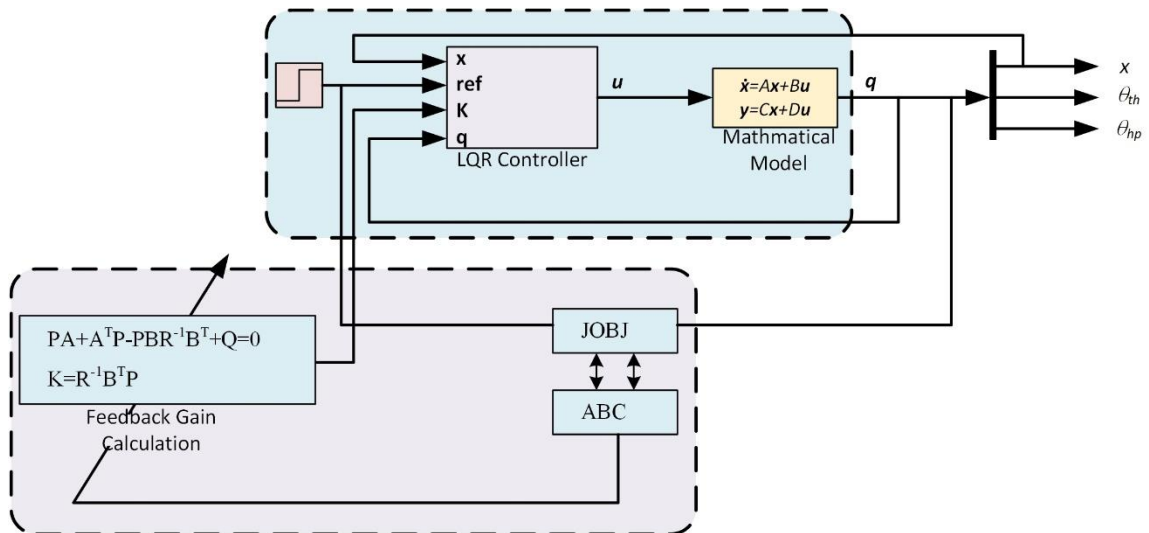 x
ref
K
q
LQR Controller
u
ẋ=Ax+Bu
y=Cx+Du
Mathmatical
Model
q
x
θth
θhp
PA+AᵀP-PBR⁻¹Bᵀ+Q=0
K=R⁻¹BᵀP
Feedback Gain
Calculation
JOBJ
ABC